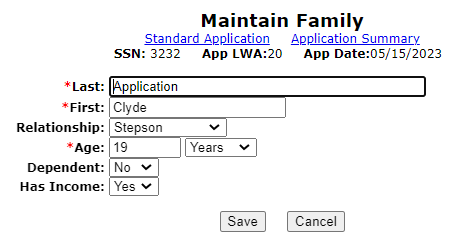 Maintain Family
Standard Application Application Summary
SSN: 3232 App LWA:20 App Date:05/15/2023
*Last: Application
*First: Clyde
Relationship: Stepson
*Age: 19 Years
Dependent: No
Has Income: Yes
Save Cancel